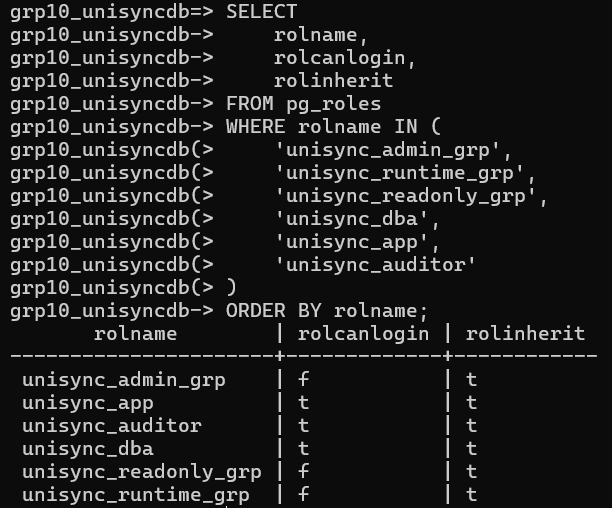 grp10_unisyncdb=> SELECT
grp10_unisyncdb->     rolname,
grp10_unisyncdb->     rolcanlogin,
grp10_unisyncdb->     rolinherit
grp10_unisyncdb-> FROM pg_roles
grp10_unisyncdb-> WHERE rolname IN (
grp10_unisyncdb(>     'unisync_admin_grp',
grp10_unisyncdb(>     'unisync_runtime_grp',
grp10_unisyncdb(>     'unisync_readonly_grp',
grp10_unisyncdb(>     'unisync_dba',
grp10_unisyncdb(>     'unisync_app',
grp10_unisyncdb(>     'unisync_auditor'
grp10_unisyncdb(> )
grp10_unisyncdb-> ORDER BY rolname;
       rolname        | rolcanlogin | rolinherit
----------------------+-------------+------------
 unisync_admin_grp    | f           | t
 unisync_app          | t           | t
 unisync_auditor      | t           | t
 unisync_dba          | t           | t
 unisync_readonly_grp | f           | t
 unisync_runtime_grp  | f           | t